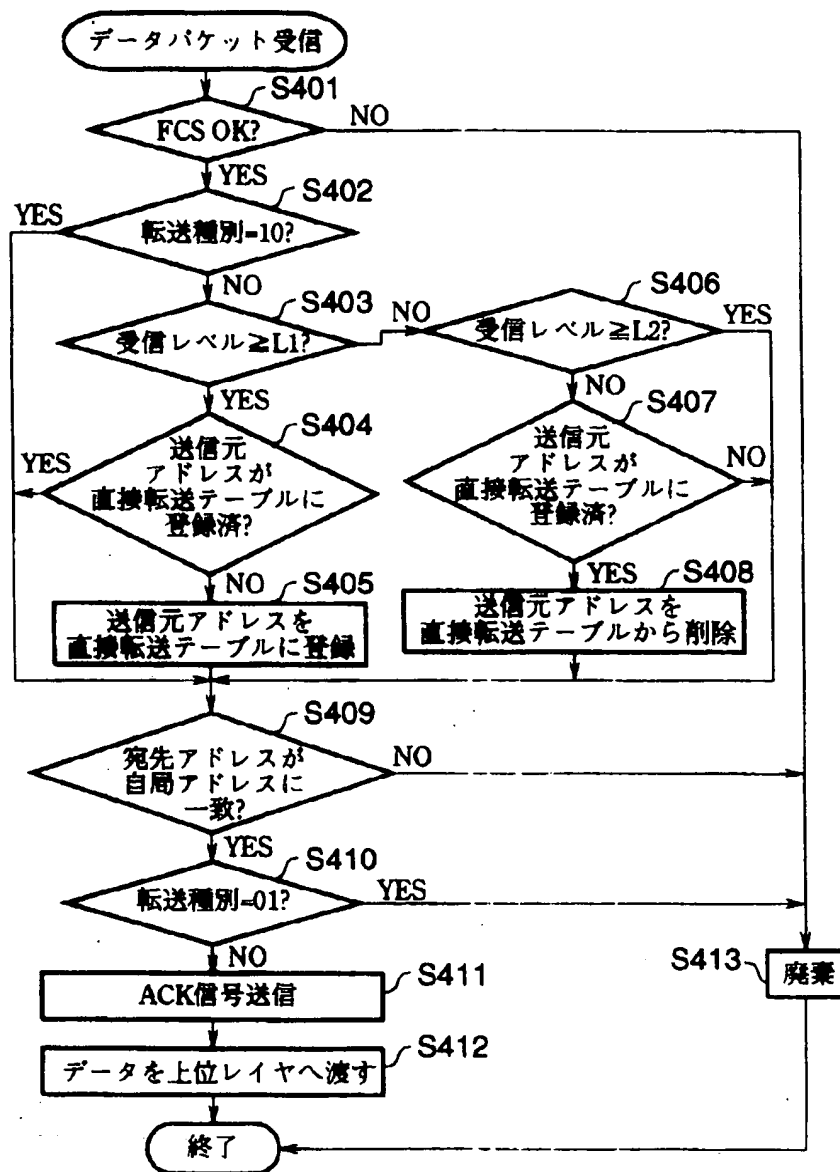 データパケット受信
S401
FCS OK?
NO
YES
S402
YES
転送種別=10?
NO
S403
受信レベル≧L1?
NO
S406
受信レベル≧L2?
YES
YES
S404
YES
送信元
アドレスが
直接転送テーブルに
登録済?
NO
S407
送信元
アドレスが
直接転送テーブルに
登録済?
NO
NO
S405
送信元アドレスを
直接転送テーブルに登録
YES
S408
送信元アドレスを
直接転送テーブルから削除
S409
宛先アドレスが
自局アドレスに
一致?
NO
YES
S410
転送種別=01?
YES
NO
S411
ACK信号送信
S413
廃棄
S412
データを上位レイヤへ渡す
終了